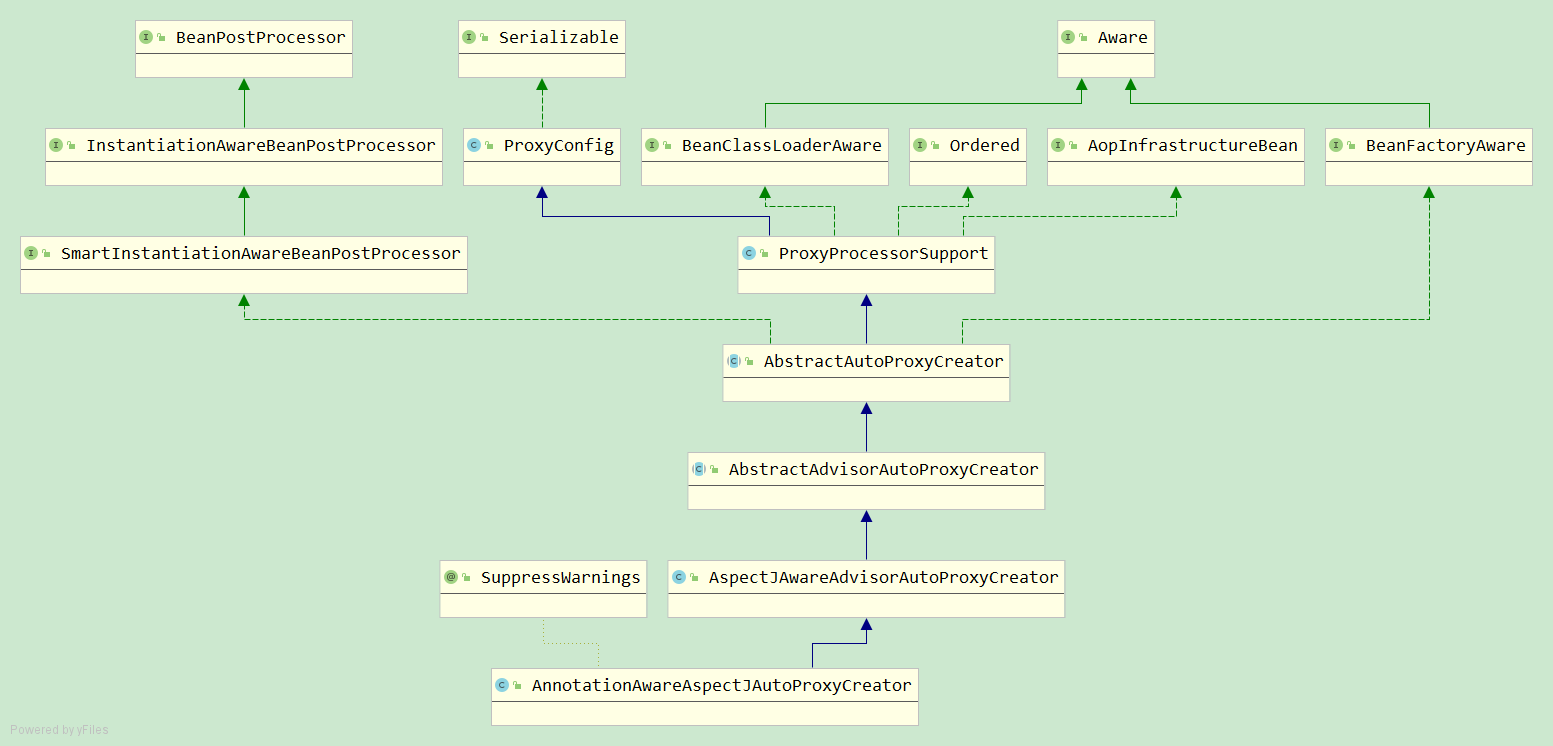 BeanPostProcessor
Serializable
Aware
InstantiationAwareBeanPostProcessor
ProxyConfig
BeanClassLoaderAware
Ordered
AopInfrastructureBean
BeanFactoryAware
SmartInstantiationAwareBeanPostProcessor
ProxyProcessorSupport
AbstractAutoProxyCreator
AbstractAdvisorAutoProxyCreator
SuppressWarnings
AspectJAwareAdvisorAutoProxyCreator
AnnotationAwareAspectJAutoProxyCreator
Powered by yFiles